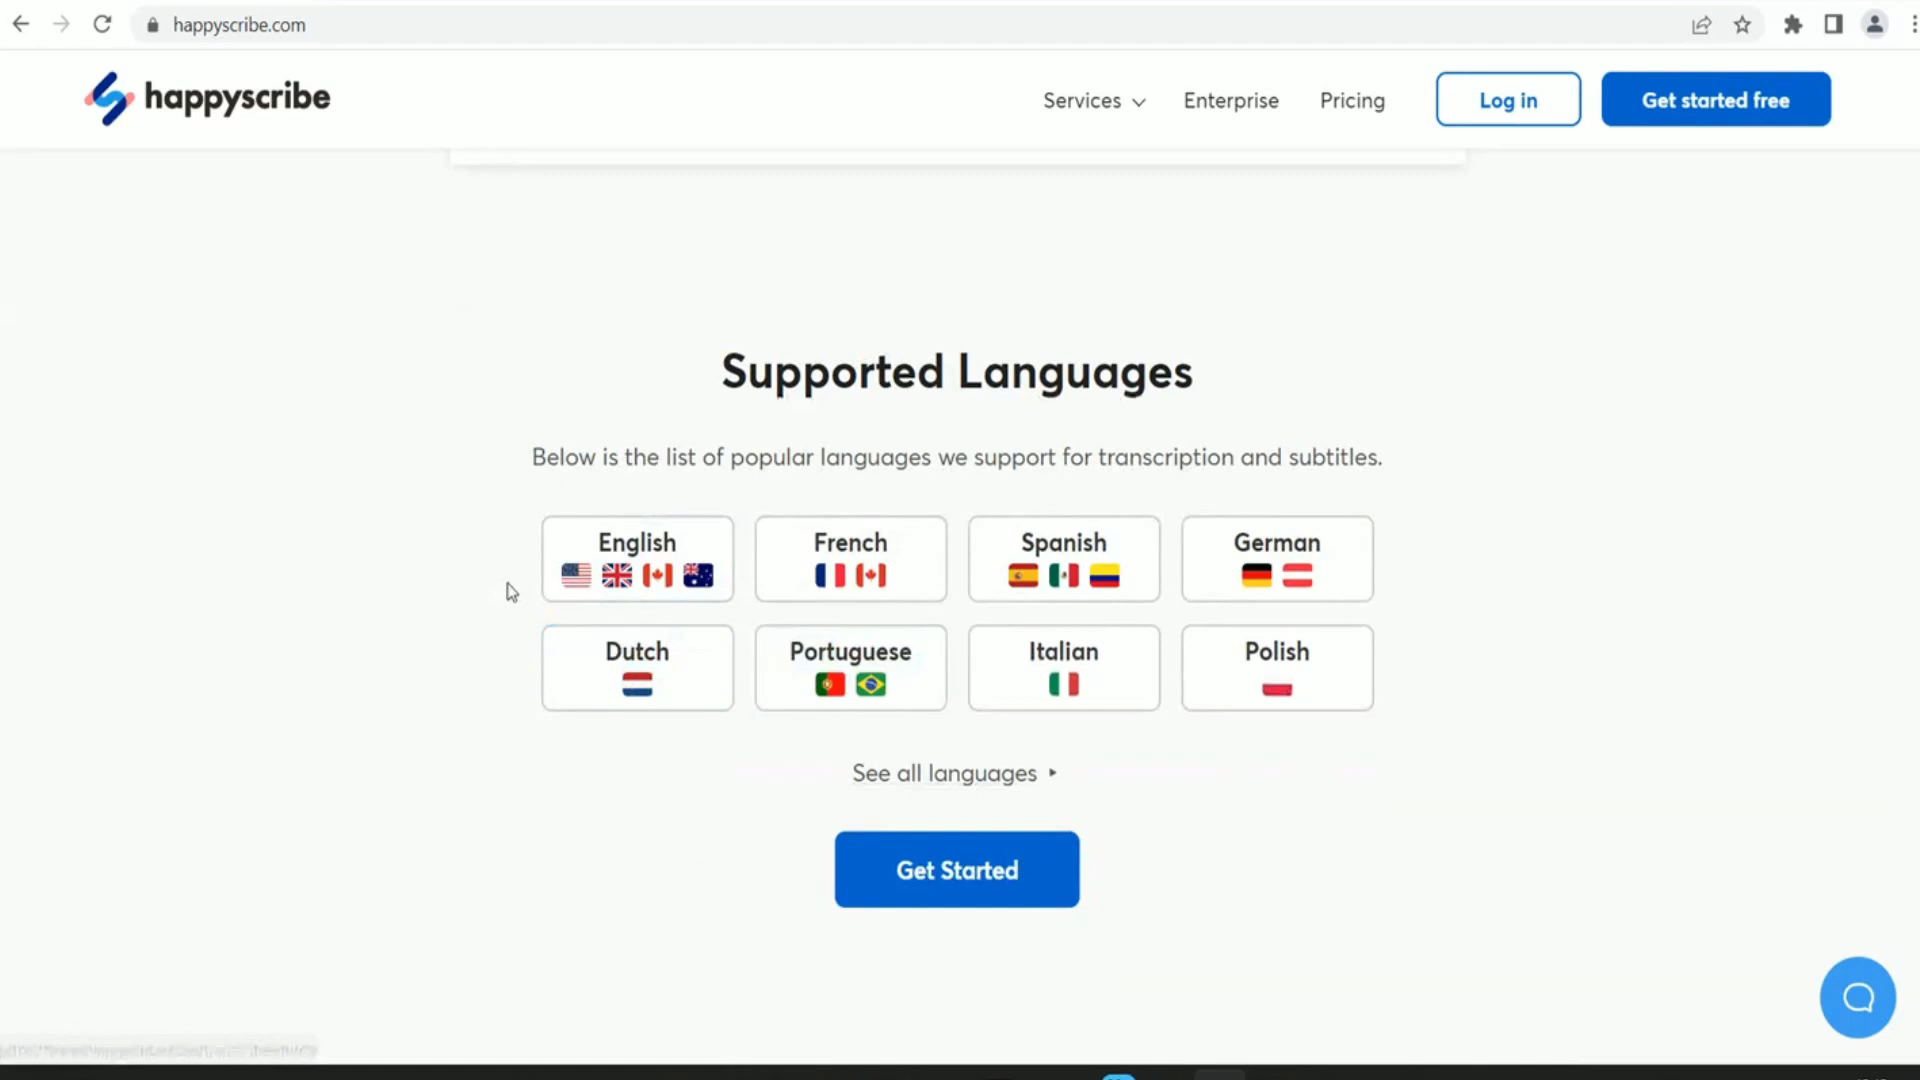 happyscribe.com
happyscribe
Services
Enterprise
Pricing
Log in
Get started free
Supported Languages
Below is the list of popular languages we support for transcription and subtitles.
English
French
Spanish
German
Dutch
Portuguese
Italian
Polish
See all languages
Get Started